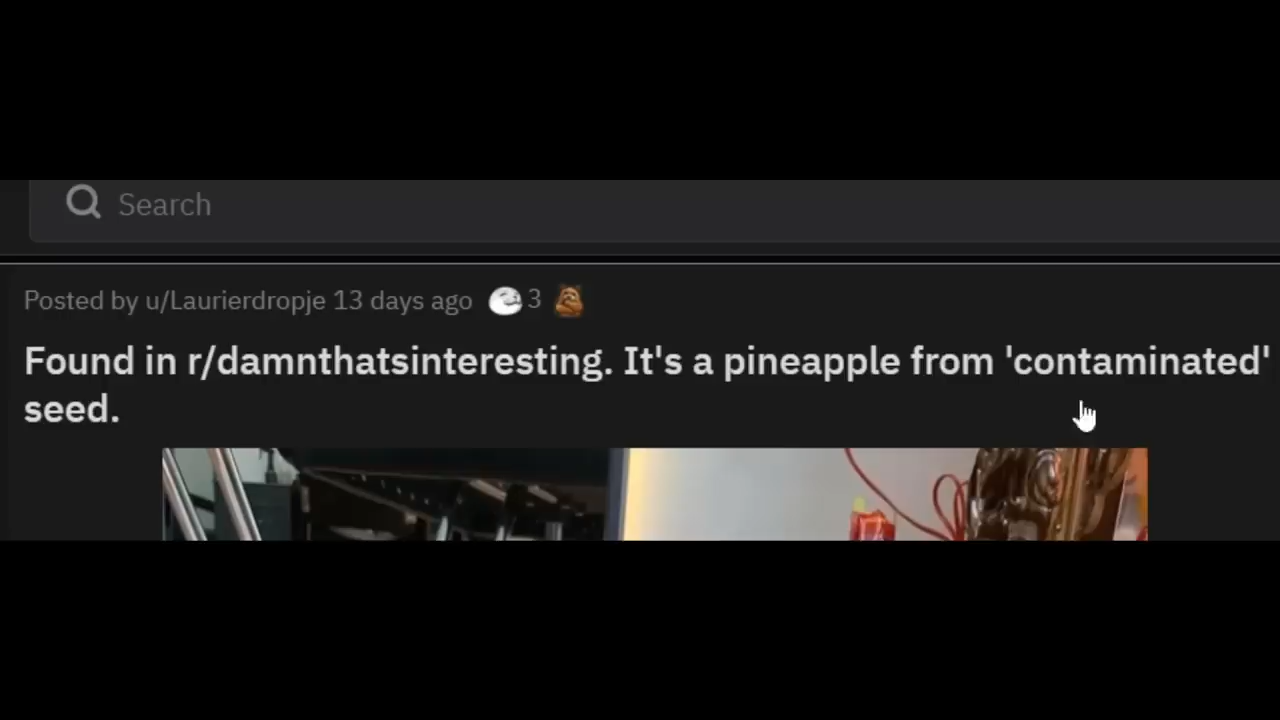 Search
Posted by u/Laurierdropje 13 days ago 3
Found in r/damnthatsinteresting. It's a pineapple from 'contaminated'
seed.